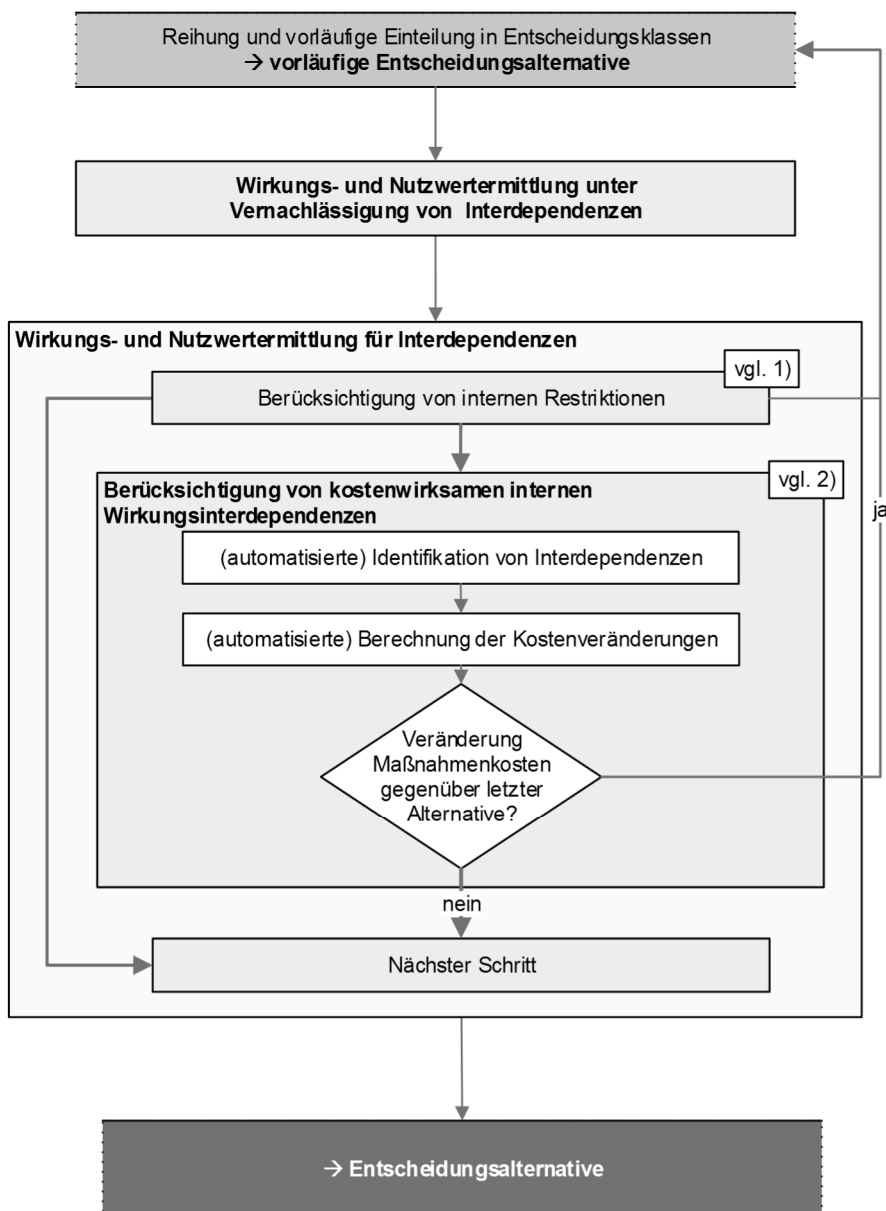 Reihung und vorläufige Einteilung in Entscheidungsklassen
→ vorläufige Entscheidungsalternative
Wirkungs- und Nutzwertermittlung unter
Vernachlässigung von Interdependenzen
Wirkungs- und Nutzwertermittlung für Interdependenzen
vgl. 1)
Berücksichtigung von internen Restriktionen
vgl. 2)
Berücksichtigung von kostenwirksamen internen
Wirkungsinterdependenzen
ja
(automatisierte) Identifikation von Interdependenzen
(automatisierte) Berechnung der Kostenveränderungen
Veränderung
Maßnahmenkosten
gegenüber letzter
Alternative?
nein
Nächster Schritt
→ Entscheidungsalternative